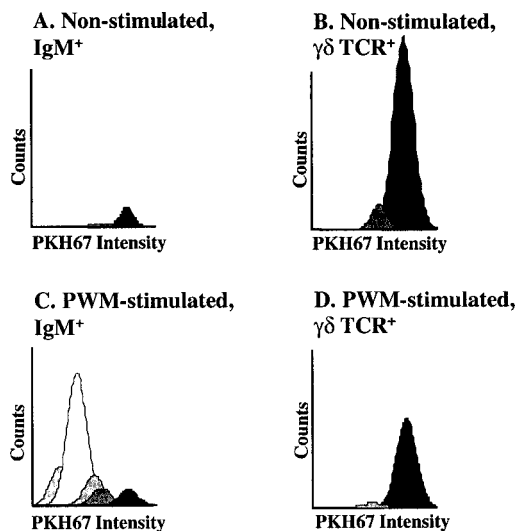 A. Non-stimulated,
IgM⁺
Counts
PKH67 Intensity
B. Non-stimulated,
γδ TCR⁺
Counts
PKH67 Intensity
C. PWM-stimulated,
IgM⁺
Counts
PKH67 Intensity
D. PWM-stimulated,
γδ TCR⁺
Counts
PKH67 Intensity